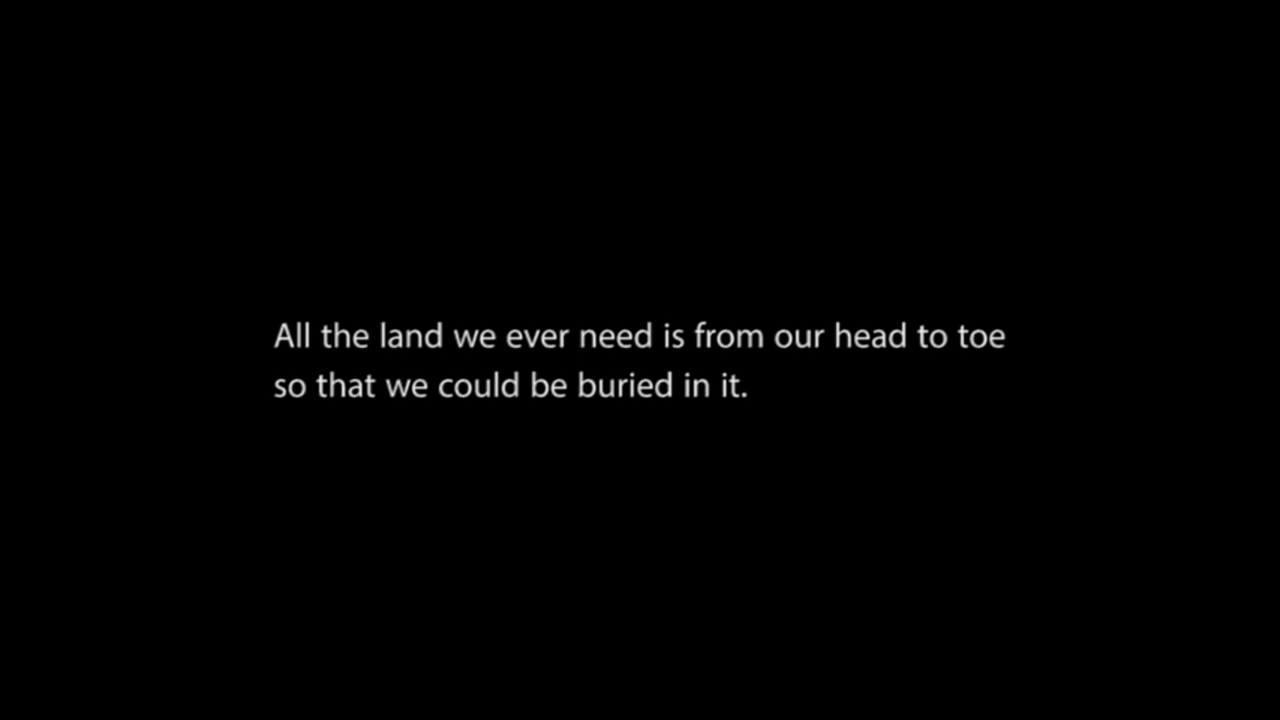 All the land we ever need is from our head to toe
so that we could be buried in it.